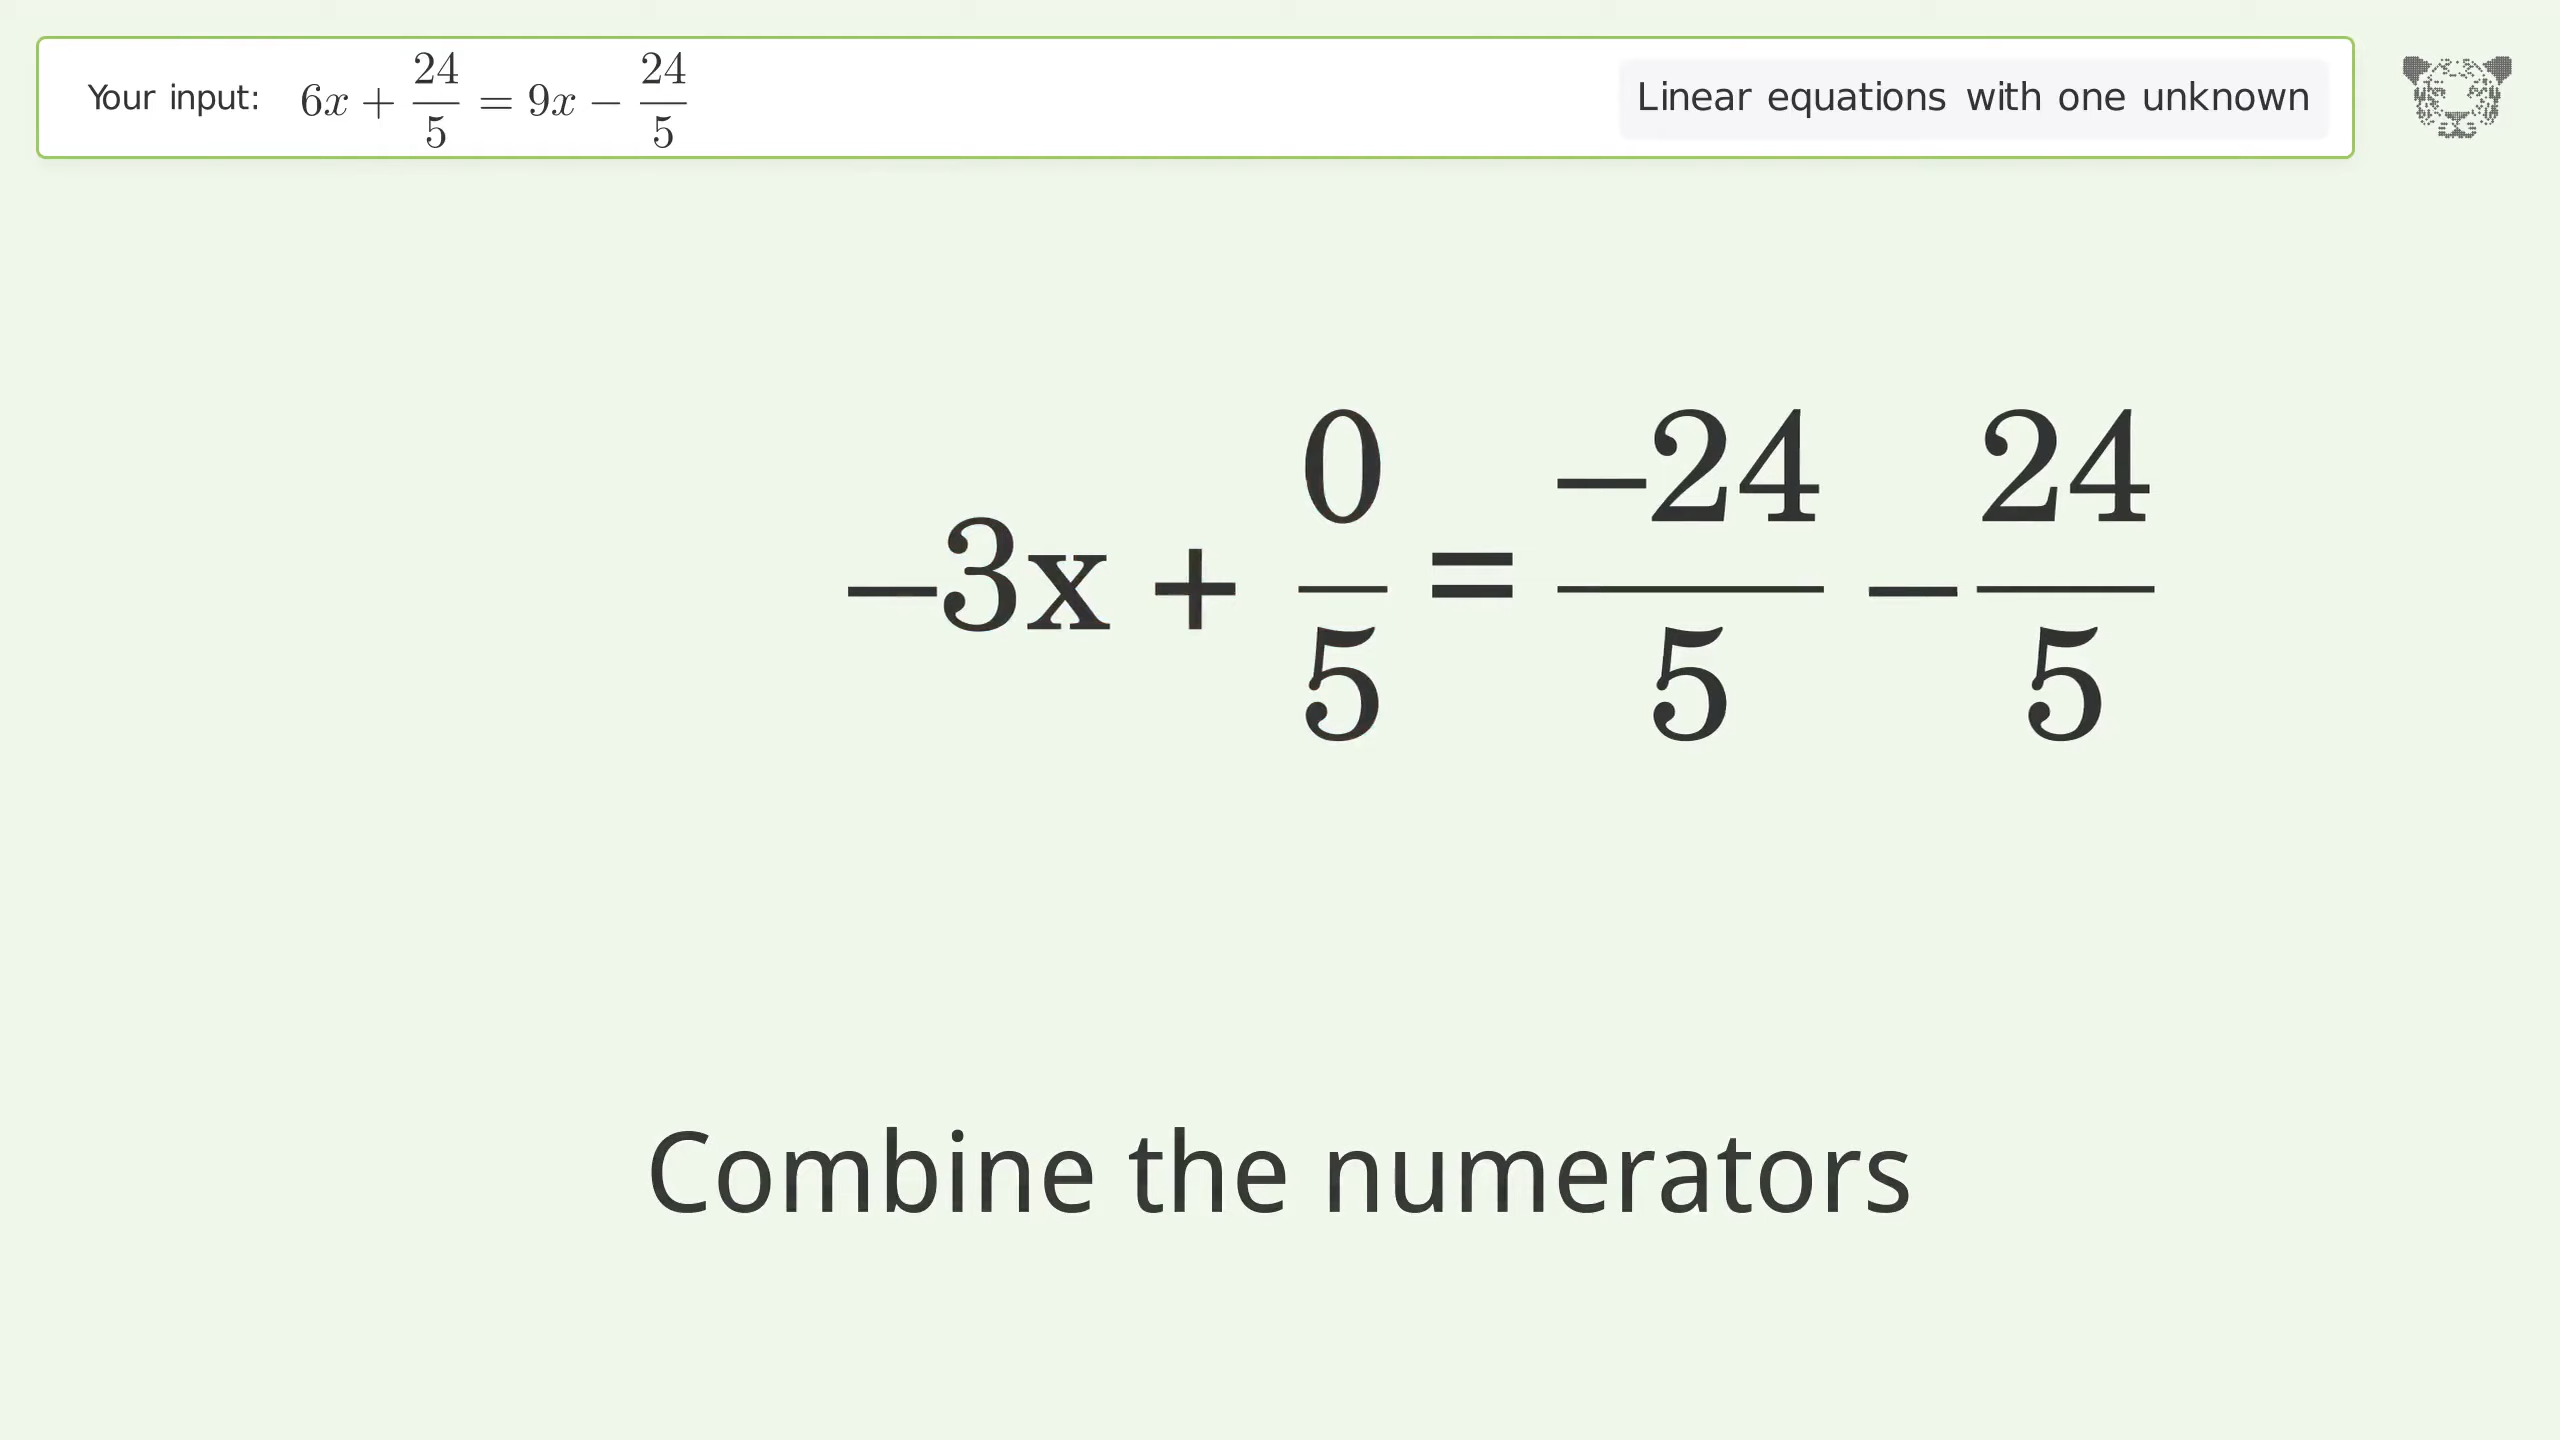 Your input: 6x + 24/5 = 9x − 24/5
Linear equations with one unknown
−3x + 0/5 = −24/5 − 24/5
Combine the numerators